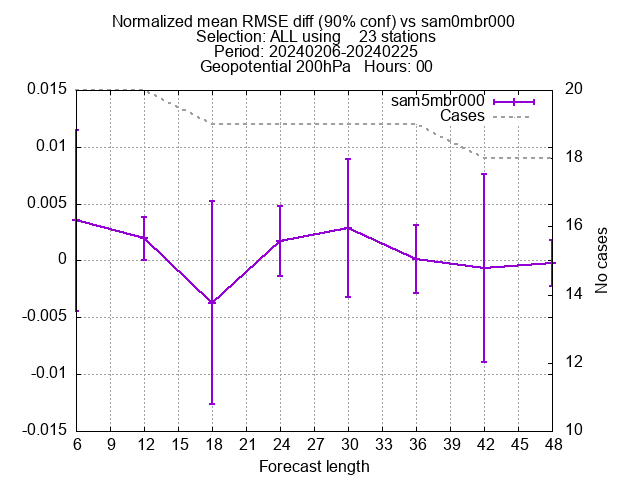 Normalized mean RMSE diff (90% conf) vs sam0mbr000
Selection: ALL using    23 stations
Period: 20240206-20240225
Geopotential 200hPa   Hours: 00
sam5mbr000
Cases
0.015
0.01
0.005
0
-0.005
-0.01
-0.015
20
18
16
14
12
10
No cases
6 9 12 15 18 21 24 27 30 33 36 39 42 45 48
Forecast length